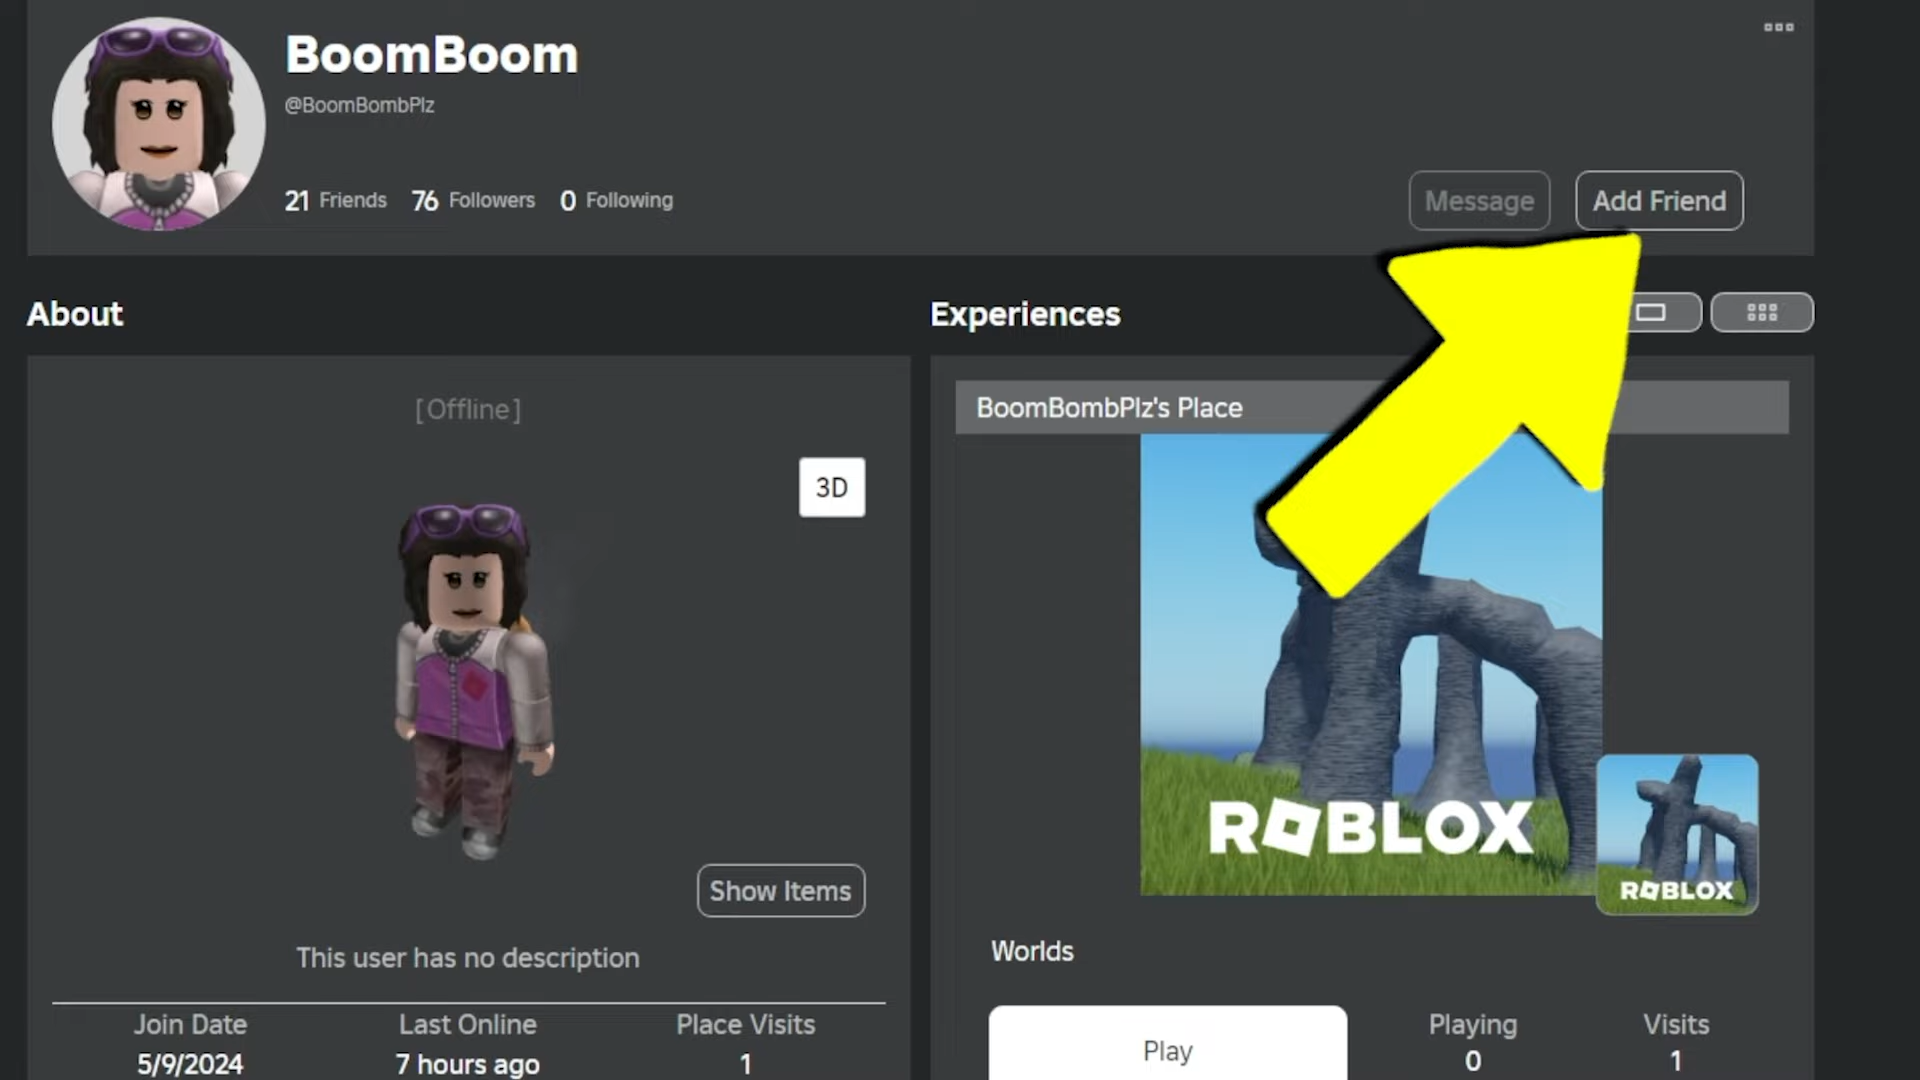 BoomBoom
@BoomBombPlz
21 Friends 76 Followers 0 Following
Message Add Friend
About
[Offline]
3D
Show Items
This user has no description
Join Date Last Online Place Visits
5/9/2024 7 hours ago 1
Experiences
BoomBombPlz's Place
ROBLOX
ROBLOX
Worlds
Play
Playing Visits
0 1